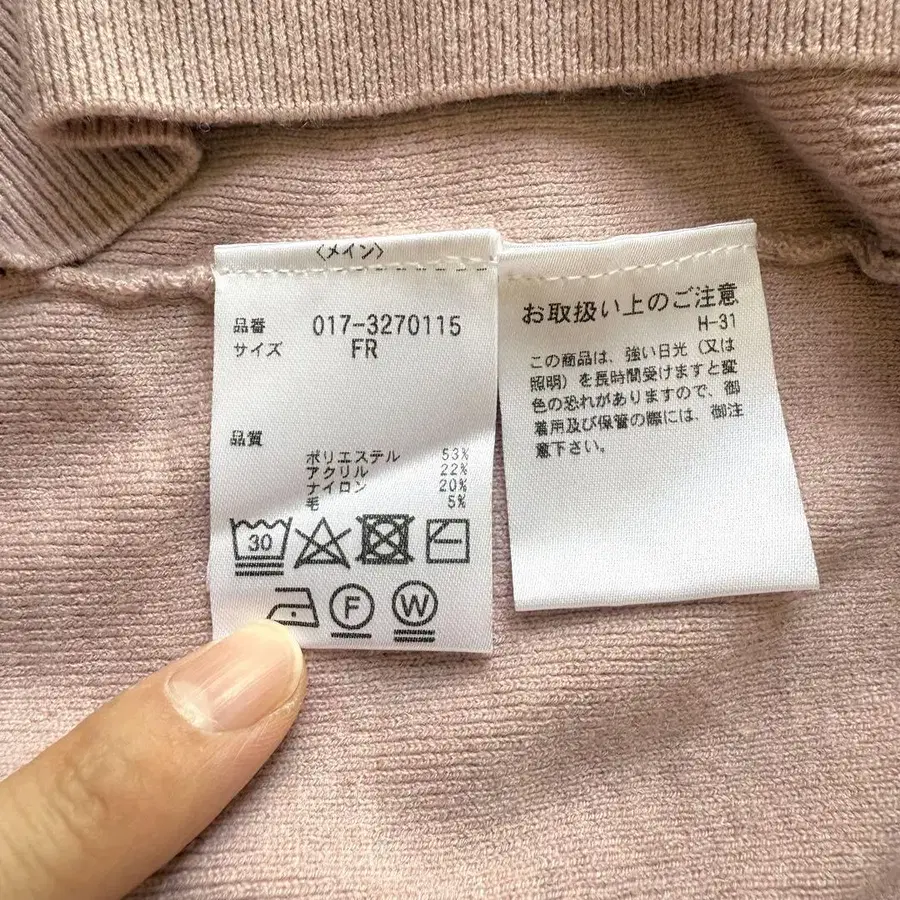 〈メイン〉
品番 017-3270115
サイズ FR
品質
ポリエステル 53%
アクリル 22%
ナイロン 20%
毛 5%
30
F W
お取扱い上のご注意
H-31
この商品は、強い日光（又は
照明）を長時間受けますと変
色の恐れがありますので、御
着用及び保管の際には、御注
意下さい。